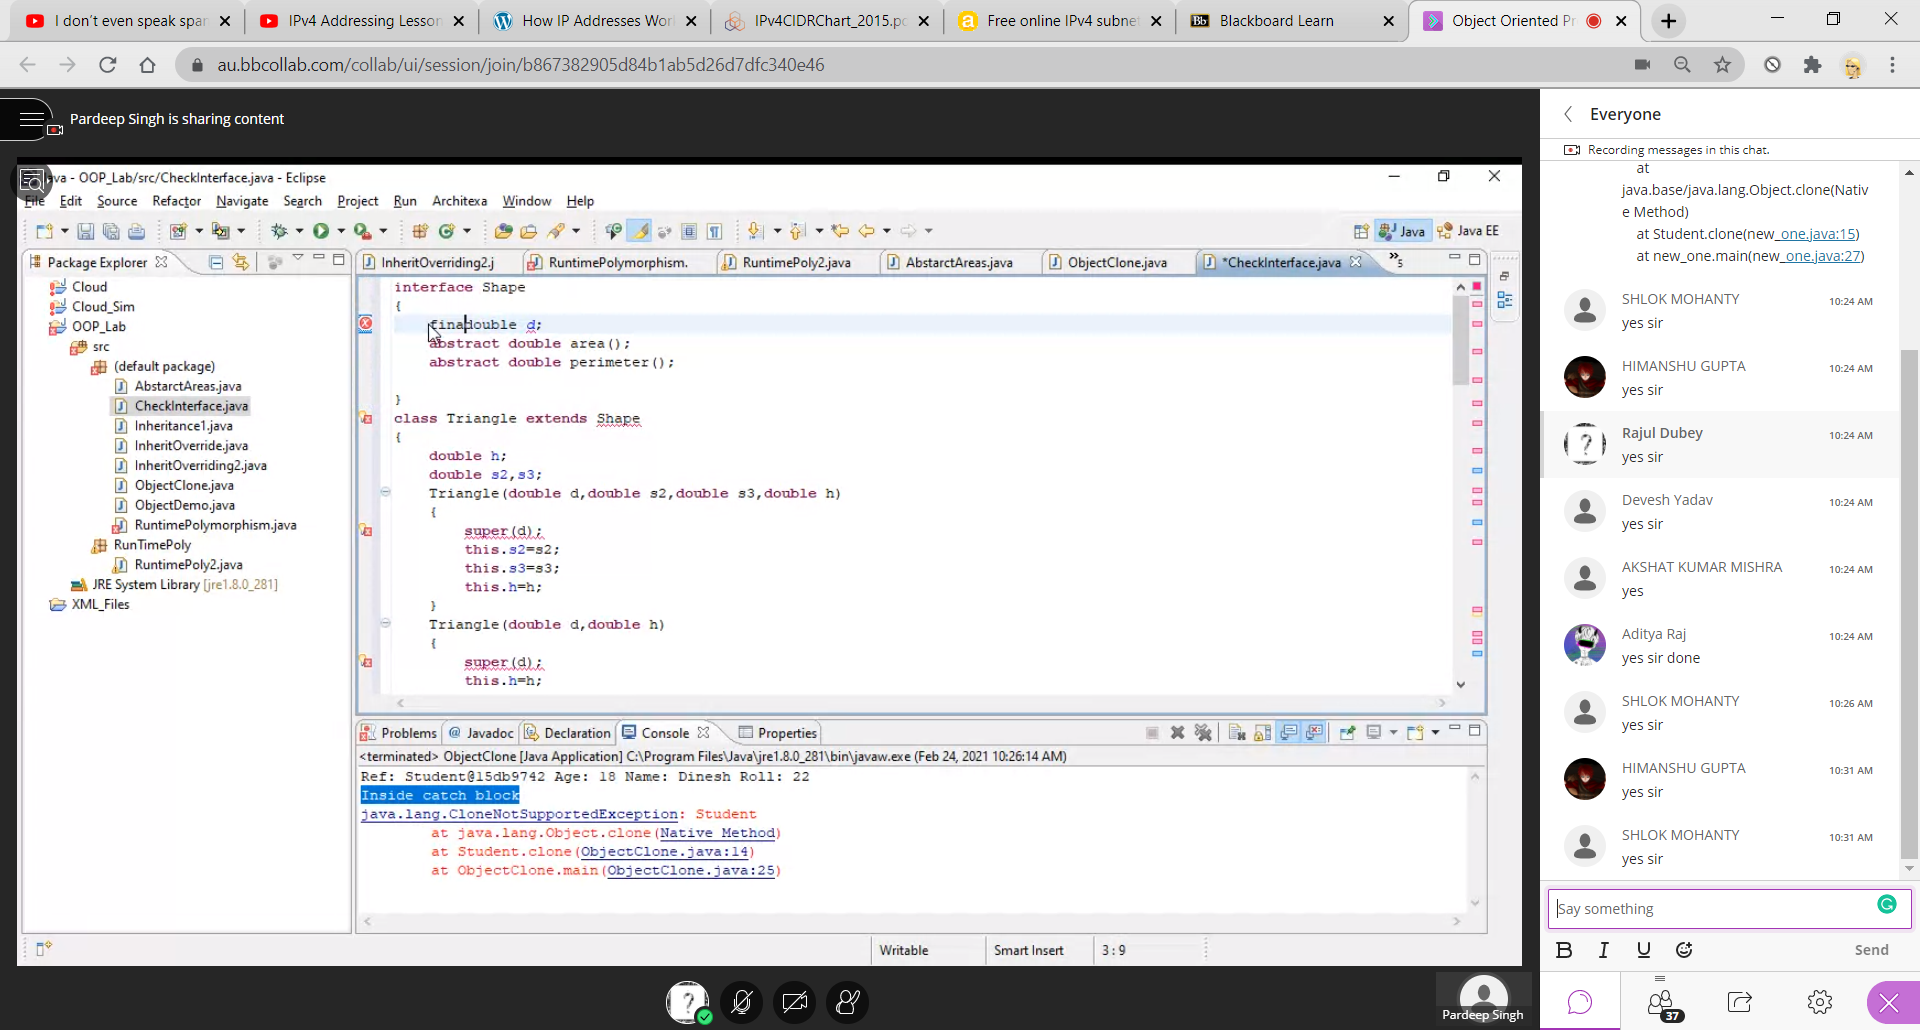 I don't even speak spa
IPv4 Addressing Lesson
How IP Addresses Wor
IPv4CIDRChart_2015.p
Free online IPv4 subne
Blackboard Learn
Object Oriented Pr
au.bbcollab.com/collab/ui/session/join/b867382905d84b1ab5d26d7dfc340e46
Pardeep Singh is sharing content
ava - OOP_Lab/src/CheckInterface.java - Eclipse
File Edit Source Refactor Navigate Search Project Run Architexa Window Help
Java
Java EE
Package Explorer
Cloud
Cloud_Sim
OOP_Lab
src
(default package)
AbstarctAreas.java
CheckInterface.java
Inheritance1.java
InheritOverride.java
InheritOverriding2.java
ObjectClone.java
ObjectDemo.java
RuntimePolymorphism.java
RunTimePoly
RuntimePoly2.java
JRE System Library [jre1.8.0_281]
XML_Files
InheritOverriding2.j
RuntimePolymorphism.
RuntimePoly2.java
AbstarctAreas.java
ObjectClone.java
*CheckInterface.java
»5
interface Shape
{
finadouble d;
abstract double area();
abstract double perimeter();
}
class Triangle extends Shape
{
double h;
double s2,s3;
Triangle(double d,double s2,double s3,double h)
{
super(d);
this.s2=s2;
this.s3=s3;
this.h=h;
}
Triangle(double d,double h)
{
super(d);
this.h=h;
Problems
@ Javadoc
Declaration
Console
Properties
<terminated> ObjectClone [Java Application] C:\Program Files\Java\jre1.8.0_281\bin\javaw.exe (Feb 24, 2021 10:26:14 AM)
Ref: Student@15db9742 Age: 18 Name: Dinesh Roll: 22
Inside catch block
java.lang.CloneNotSupportedException: Student
at java.lang.Object.clone(Native Method)
at Student.clone(ObjectClone.java:14)
at ObjectClone.main(ObjectClone.java:25)
Writable
Smart Insert
3 : 9
Pardeep Singh
Everyone
Recording messages in this chat.
at
java.base/java.lang.Object.clone(Nativ
e Method)
at Student.clone(new_one.java:15)
at new_one.main(new_one.java:27)
SHLOK MOHANTY 10:24 AM
yes sir
HIMANSHU GUPTA 10:24 AM
yes sir
Rajul Dubey 10:24 AM
yes sir
Devesh Yadav 10:24 AM
yes sir
AKSHAT KUMAR MISHRA 10:24 AM
yes
Aditya Raj 10:24 AM
yes sir done
SHLOK MOHANTY 10:26 AM
yes sir
HIMANSHU GUPTA 10:31 AM
yes sir
SHLOK MOHANTY 10:31 AM
yes sir
Say something
B I U
Send
37